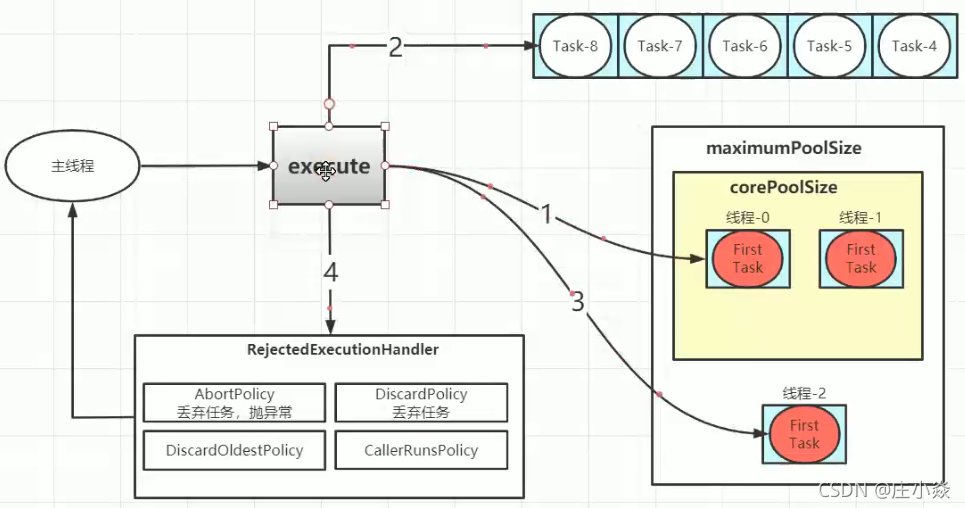 2
Task-8
Task-7
Task-6
Task-5
Task-4
主线程
execute
maximumPoolSize
corePoolSize
线程-0
线程-1
First
Task
First
Task
1
3
4
RejectedExecutionHandler
AbortPolicy
丢弃任务，抛异常
DiscardPolicy
丢弃任务
DiscardOldestPolicy
CallerRunsPolicy
线程-2
First
Task
CSDN @庄小焱